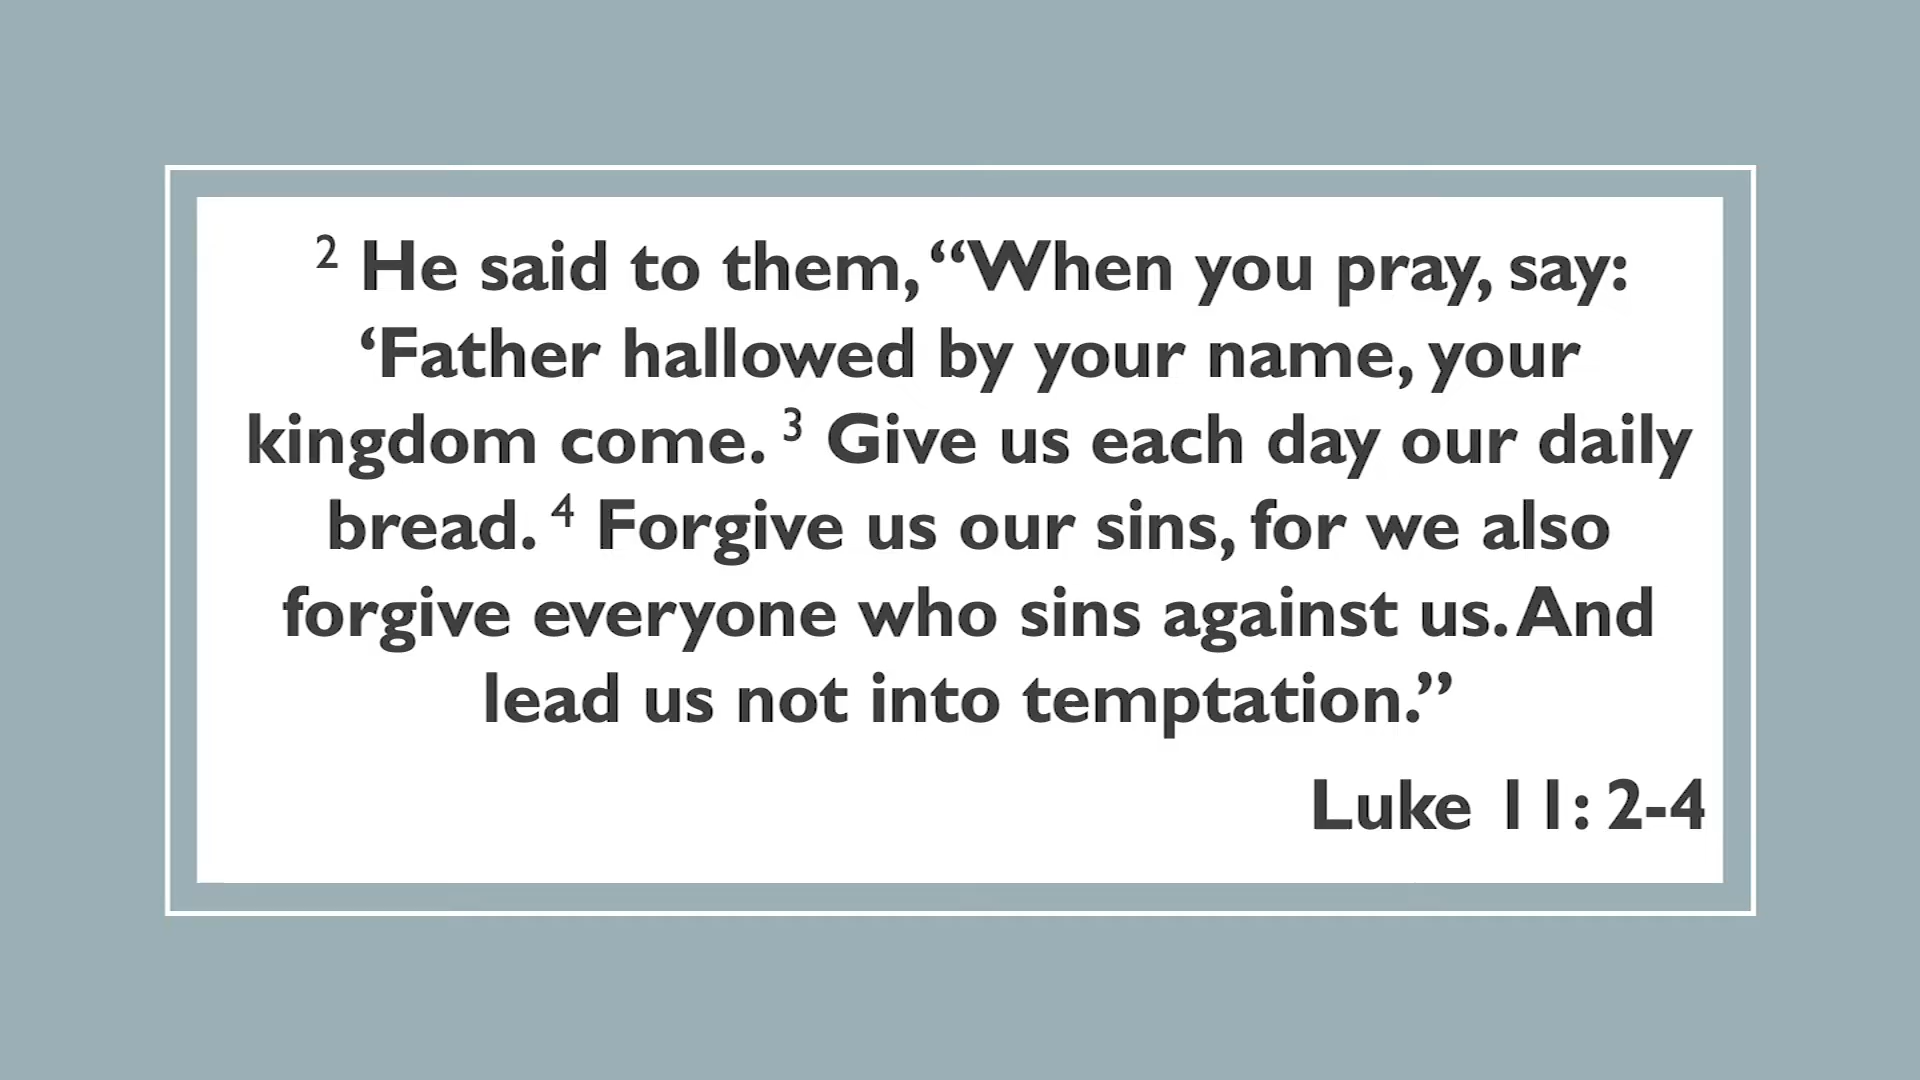 2 He said to them, “When you pray, say:
‘Father hallowed by your name, your
kingdom come. 3 Give us each day our daily
bread. 4 Forgive us our sins, for we also
forgive everyone who sins against us. And
lead us not into temptation.”
Luke 11: 2-4